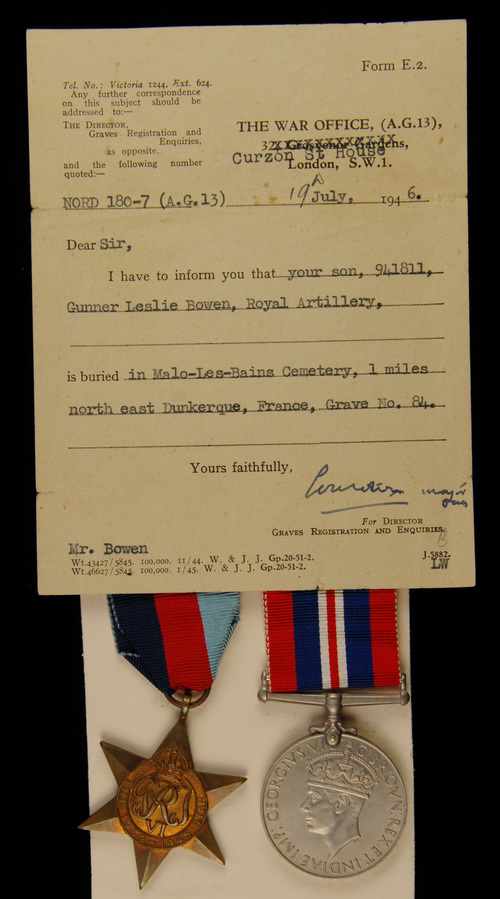 Form E.2.
Tel. No.: Victoria 1244, Ext. 624.
Any further correspondence
on this subject should be
addressed to:—
THE DIRECTOR,
Graves Registration and
Enquiries,
as opposite.
and the following number
quoted:—
THE WAR OFFICE, (A.G.13),
32, Grosvenor Gardens,
Curzon St House
London, S.W.1.
NORD 180-7 (A.G.13)
19 July, 1946.
Dear Sir,
I have to inform you that your son, 941811,
Gunner Leslie Bowen, Royal Artillery,
is buried in Malo-Les-Bains Cemetery, 1 miles
north east Dunkerque, France, Grave No. 84.
Yours faithfully,
major
For DIRECTOR
GRAVES REGISTRATION AND ENQUIRIES.
Mr. Bowen
Wt.43427/5845. 100,000. 11/44. W. & J. J. Gp.20-51-2.
Wt.46627/5845. 100,000. 1/45. W. & J. J. Gp.20-51-2.
J.5882.
LW
GRI
VI
GEORGIVS VI D:G:BR:OMN:REX ET INDIAE IMP.